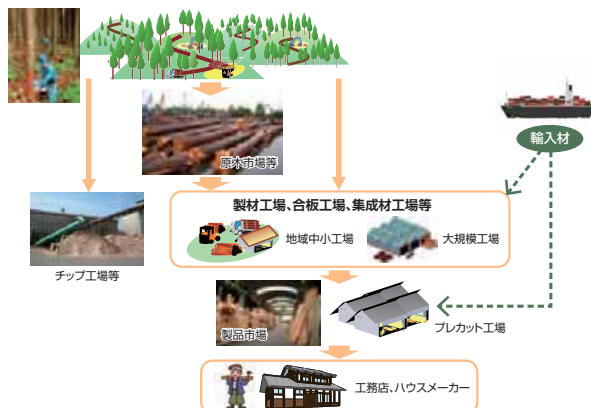 原木市場等
輸入材
製材工場、合板工場、集成材工場等
地域中小工場
大規模工場
チップ工場等
製品市場
プレカット工場
工務店、ハウスメーカー